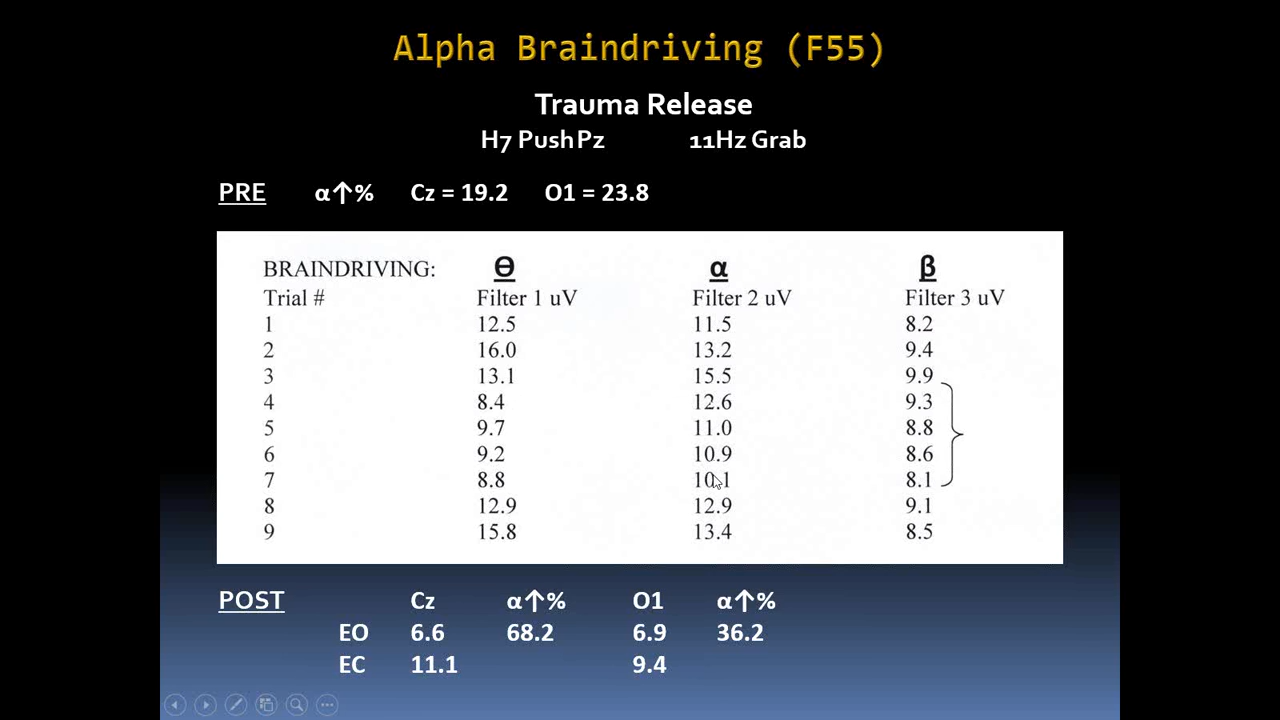 Alpha Braindriving (F55)
Trauma Release
H7 Push Pz 11Hz Grab
PRE α↑% Cz = 19.2 O1 = 23.8
BRAINDRIVING: Ө α β
Trial # Filter 1 uV Filter 2 uV Filter 3 uV
1 12.5 11.5 8.2
2 16.0 13.2 9.4
3 13.1 15.5 9.9
4 8.4 12.6 9.3
5 9.7 11.0 8.8
6 9.2 10.9 8.6
7 8.8 10.1 8.1
8 12.9 12.9 9.1
9 15.8 13.4 8.5
POST Cz α↑% O1 α↑%
EO 6.6 68.2 6.9 36.2
EC 11.1 9.4